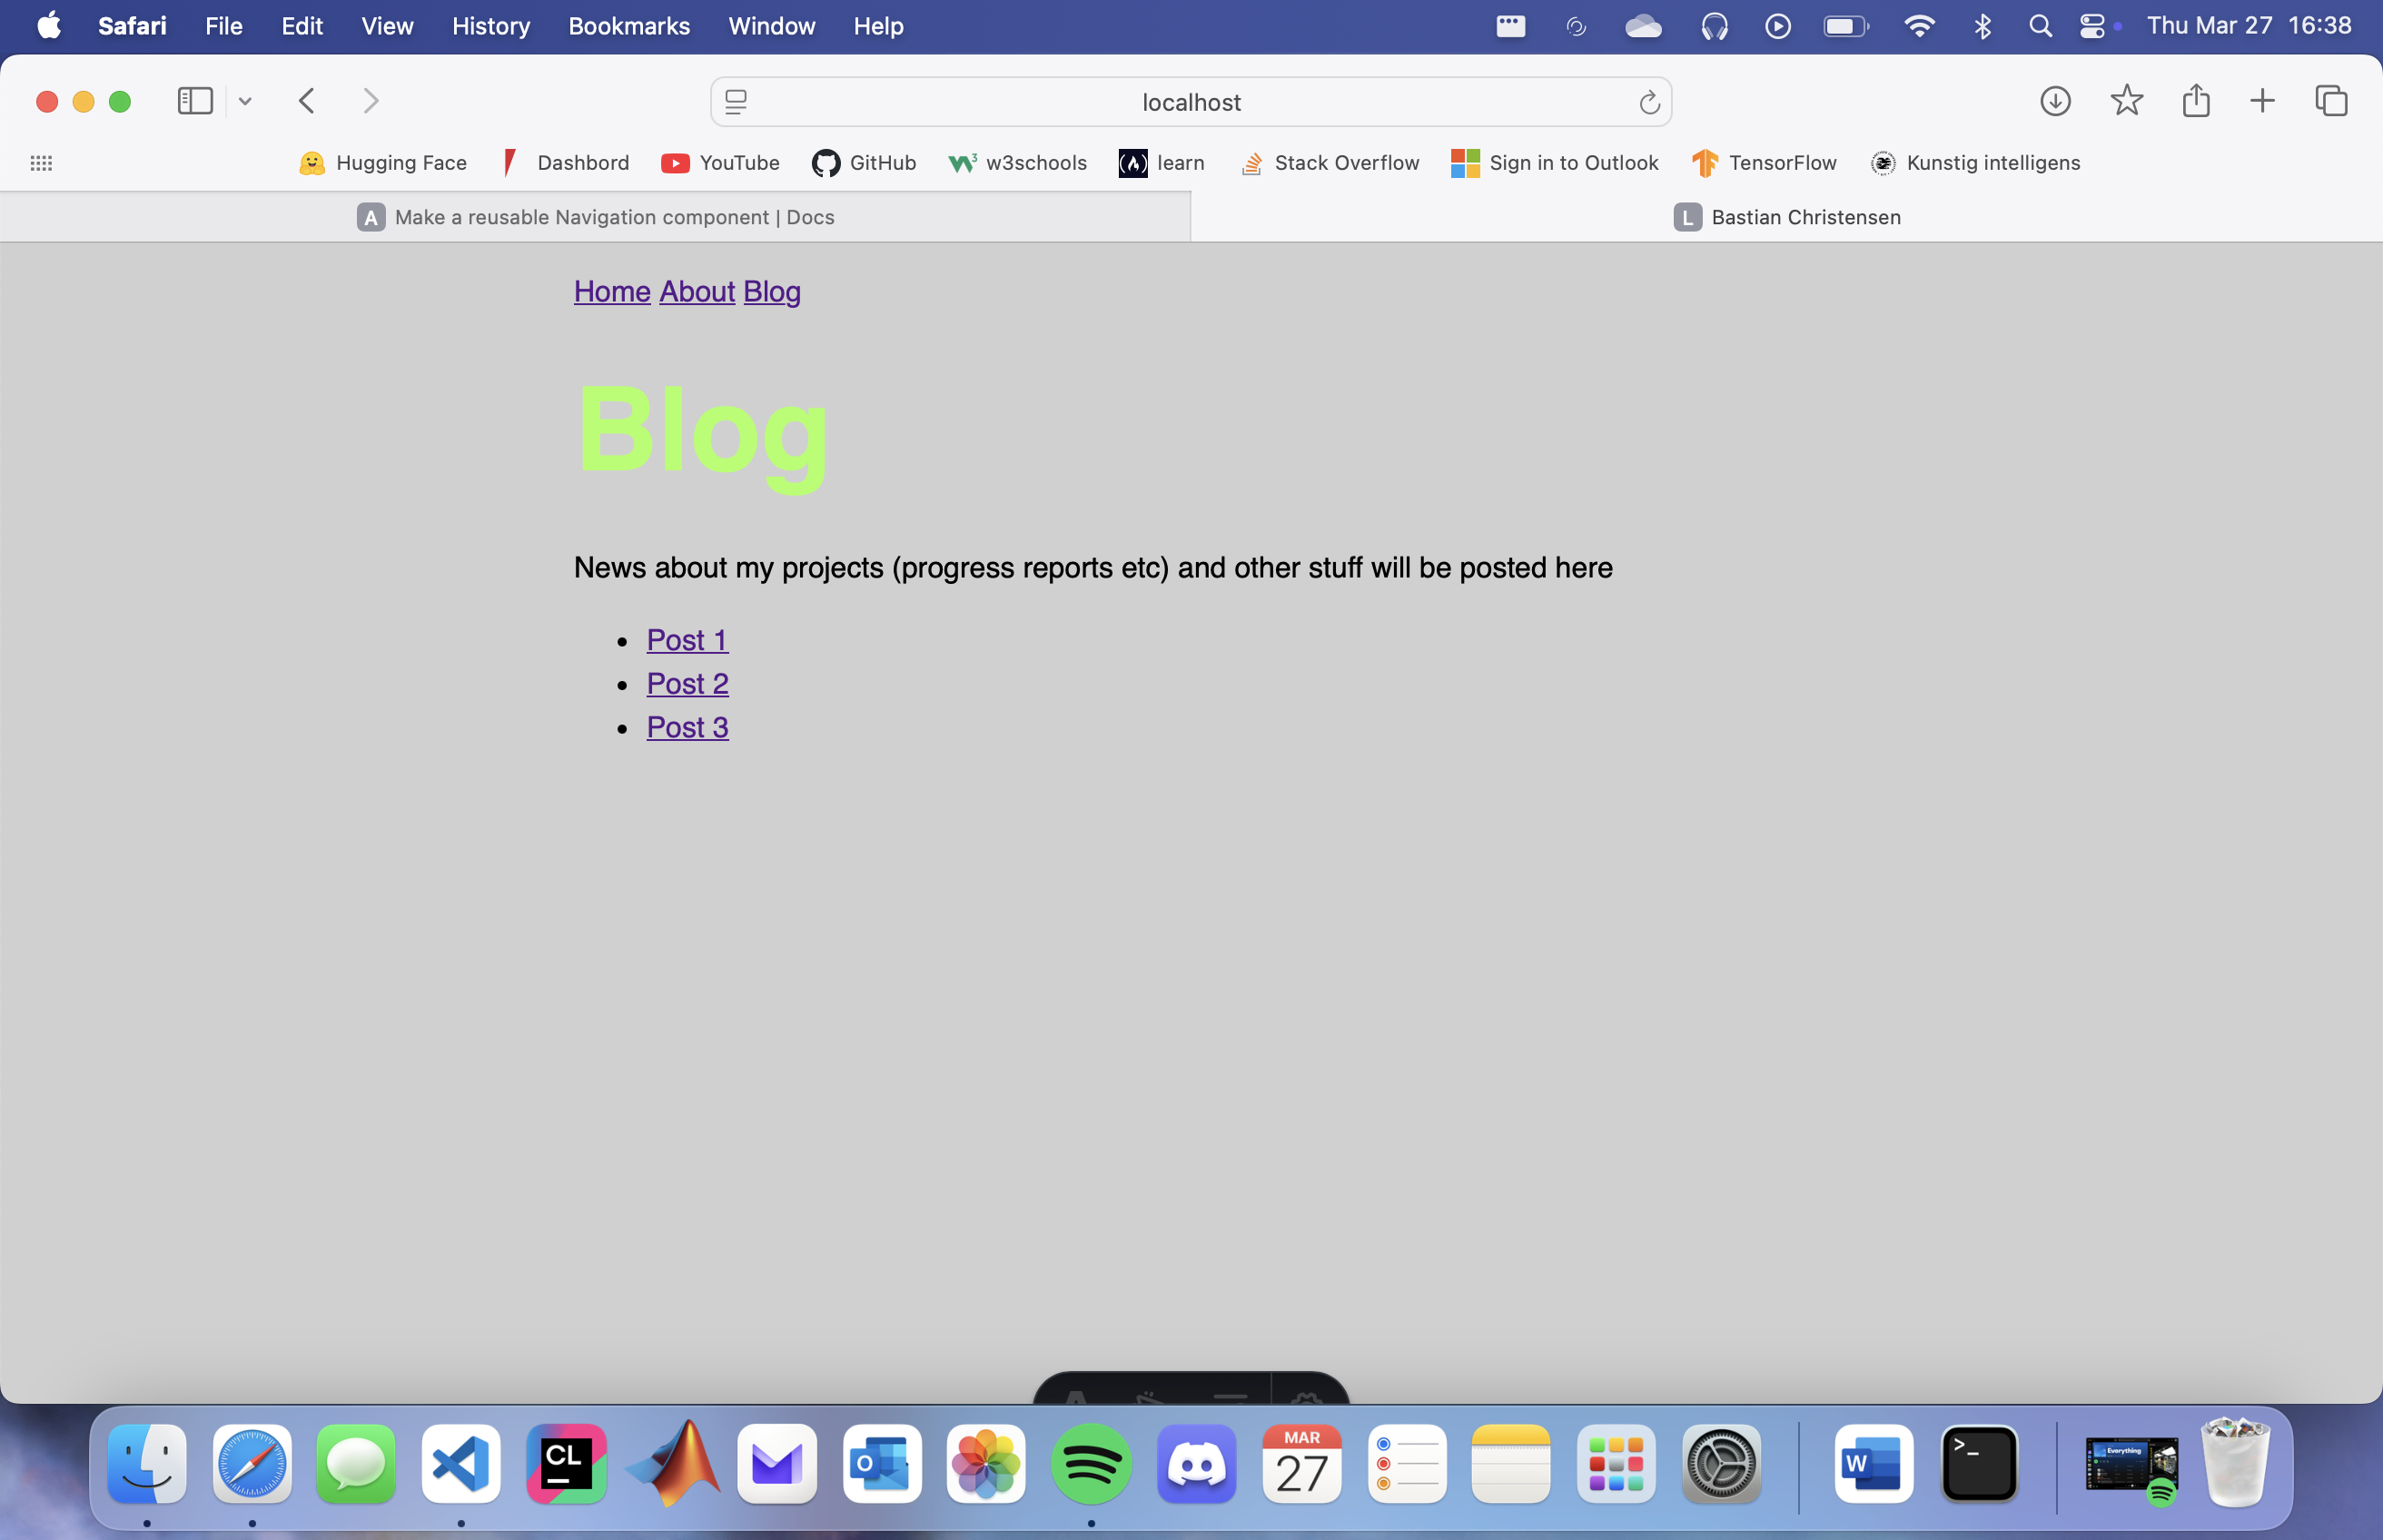 Safari File Edit View History Bookmarks Window Help Thu Mar 27 16:38
localhost
Hugging Face Dashbord YouTube GitHub w3schools learn Stack Overflow Sign in to Outlook TensorFlow Kunstig intelligens
A Make a reusable Navigation component | Docs L Bastian Christensen
Home About Blog
Blog
News about my projects (progress reports etc) and other stuff will be posted here
• Post 1
• Post 2
• Post 3
CL MAR 27 W >_ Everything